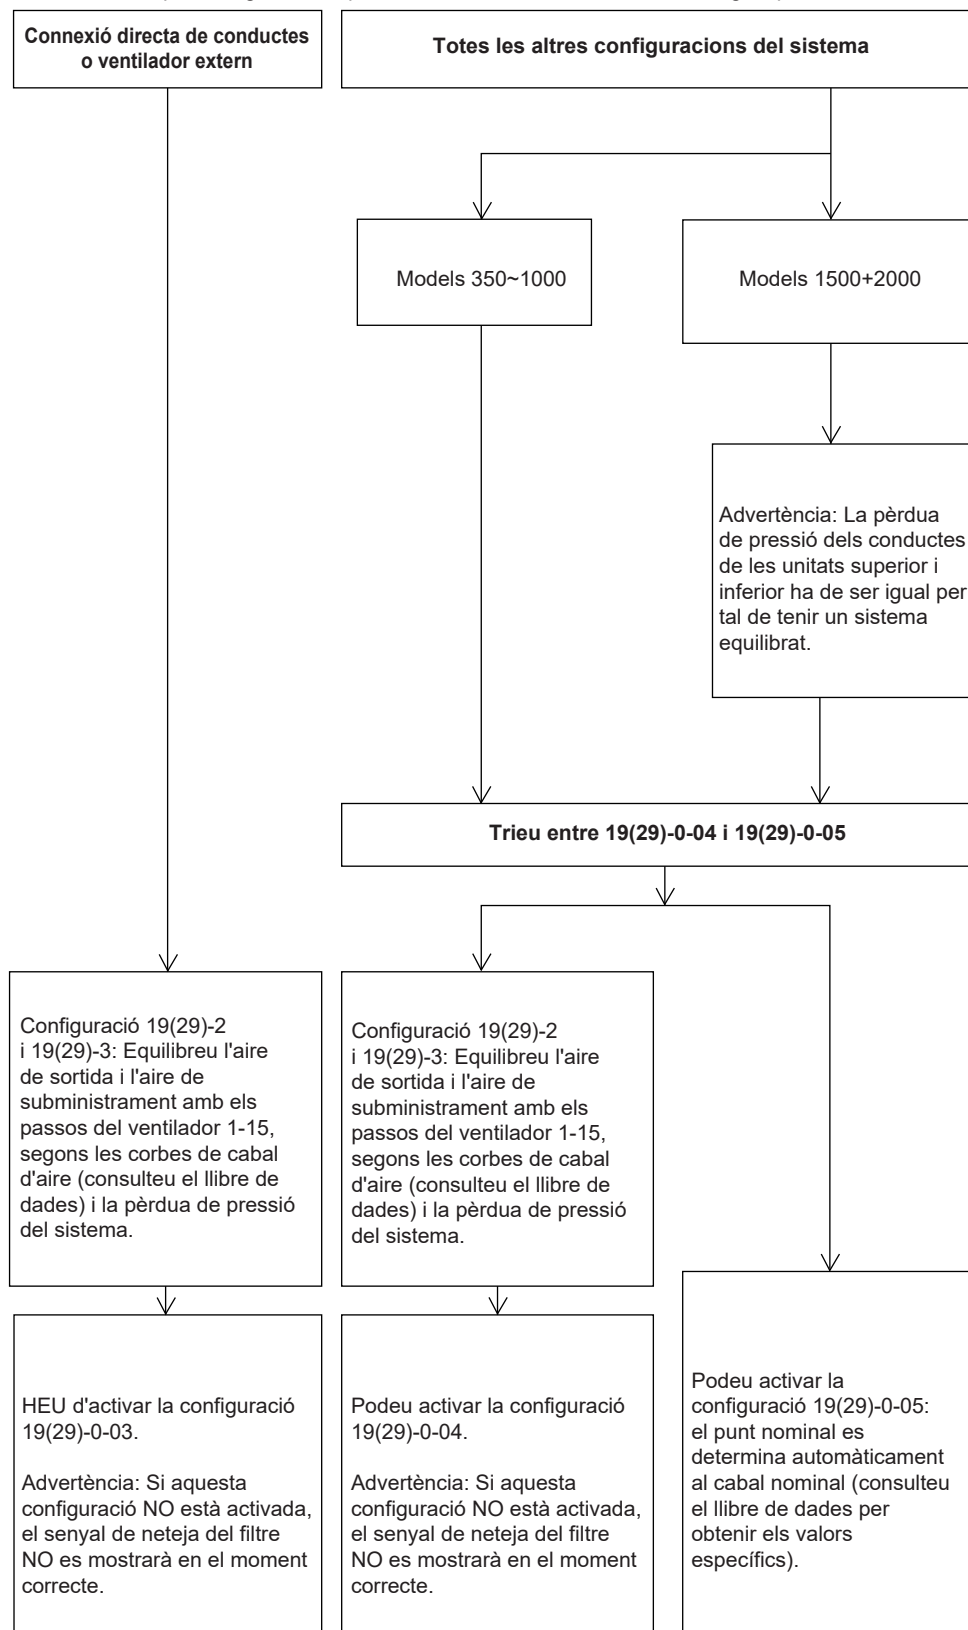 Connexió directa de conductes
o ventilador extern
Totes les altres configuracions del sistema
Models 350~1000
Models 1500+2000
Advertència: La pèrdua
de pressió dels conductes
de les unitats superior i
inferior ha de ser igual per
tal de tenir un sistema
equilibrat.
Trieu entre 19(29)-0-04 i 19(29)-0-05
Configuració 19(29)-2
i 19(29)-3: Equilibreu l'aire
de sortida i l'aire de
subministrament amb els
passos del ventilador 1-15,
segons les corbes de cabal
d'aire (consulteu el llibre de
dades) i la pèrdua de pressió
del sistema.
Configuració 19(29)-2
i 19(29)-3: Equilibreu l'aire
de sortida i l'aire de
subministrament amb els
passos del ventilador 1-15,
segons les corbes de cabal
d'aire (consulteu el llibre de
dades) i la pèrdua de pressió
del sistema.
HEU d'activar la configuració
19(29)-0-03.
Advertència: Si aquesta
configuració NO està activada,
el senyal de neteja del filtre
NO es mostrarà en el moment
correcte.
Podeu activar la configuració
19(29)-0-04.
Advertència: Si aquesta
configuració NO està activada,
el senyal de neteja del filtre
NO es mostrarà en el moment
correcte.
Podeu activar la
configuració 19(29)-0-05:
el punt nominal es
determina automàticament
al cabal nominal (consulteu
el llibre de dades per
obtenir els valors
específics).